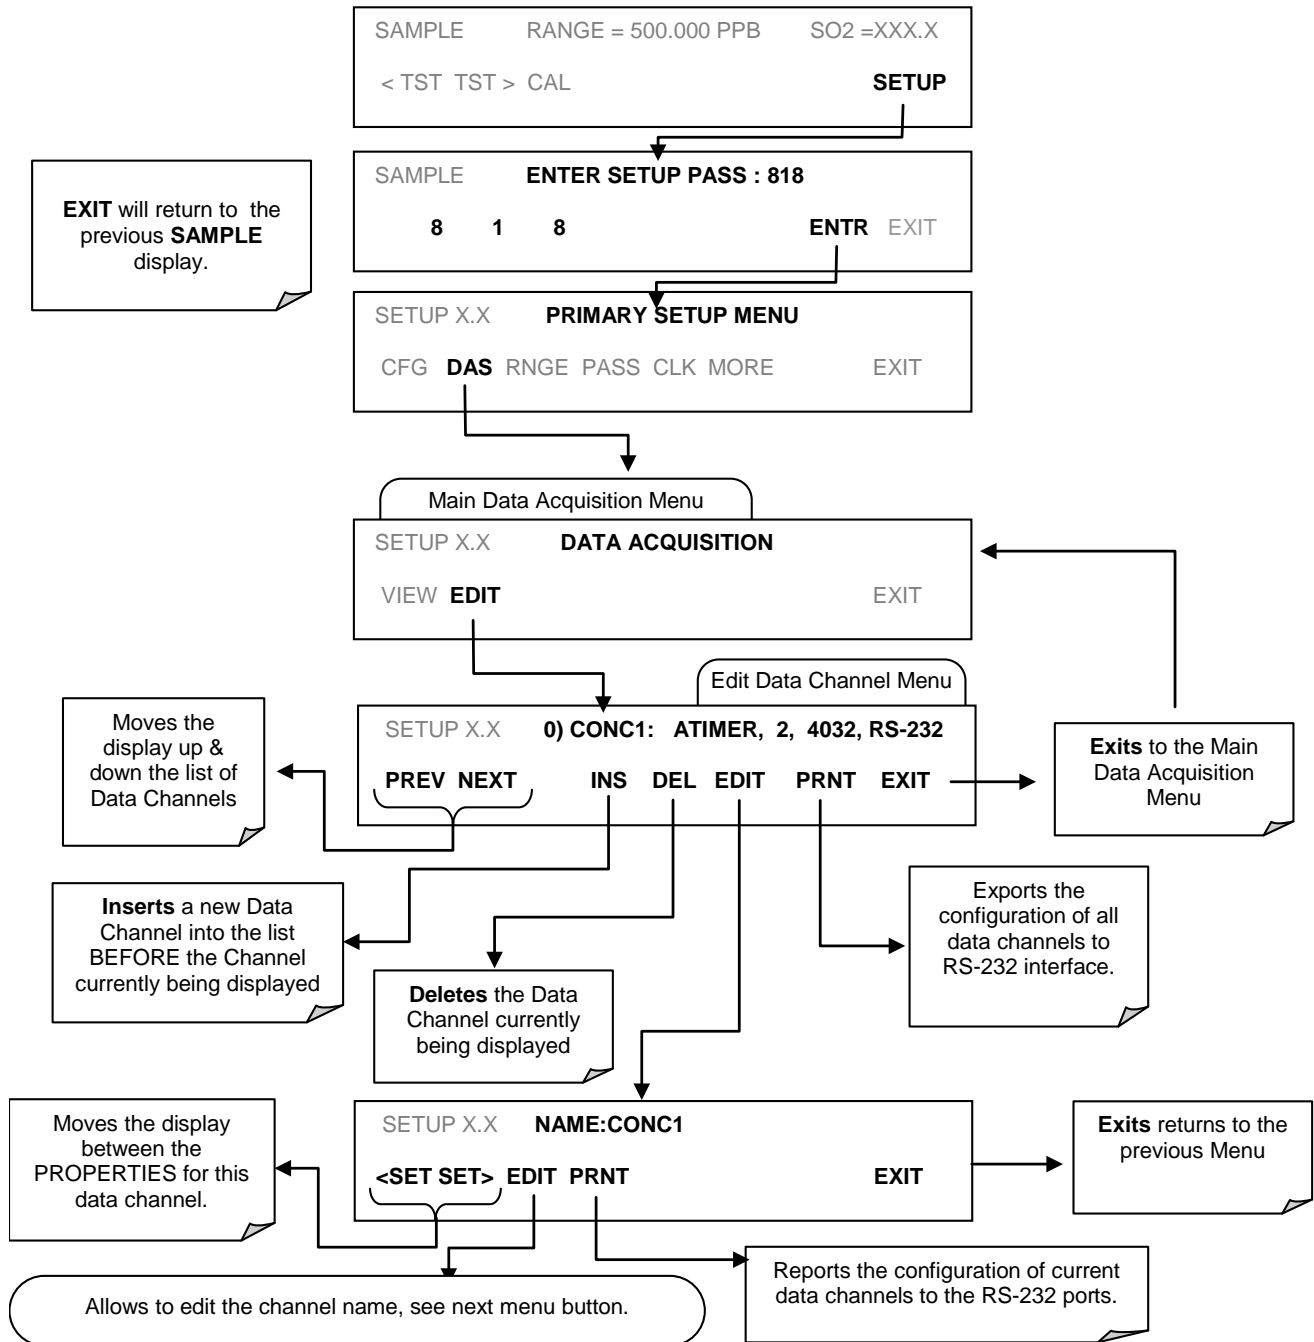 SAMPLE RANGE = 500.000 PPB SO2 =XXX.X
< TST TST > CAL SETUP
SAMPLE ENTER SETUP PASS : 818
8 1 8 ENTR EXIT
EXIT will return to the
previous SAMPLE
display.
SETUP X.X PRIMARY SETUP MENU
CFG DAS RNGE PASS CLK MORE EXIT
Main Data Acquisition Menu
SETUP X.X DATA ACQUISITION
VIEW EDIT EXIT
Edit Data Channel Menu
SETUP X.X 0) CONC1: ATIMER, 2, 4032, RS-232
PREV NEXT INS DEL EDIT PRNT EXIT
Moves the
display up &
down the list of
Data Channels
Exits to the Main
Data Acquisition
Menu
Inserts a new Data
Channel into the list
BEFORE the Channel
currently being displayed
Deletes the Data
Channel currently
being displayed
Exports the
configuration of all
data channels to
RS-232 interface.
SETUP X.X NAME:CONC1
<SET SET> EDIT PRNT EXIT
Moves the display
between the
PROPERTIES for this
data channel.
Exits returns to the
previous Menu
Allows to edit the channel name, see next menu button.
Reports the configuration of current
data channels to the RS-232 ports.